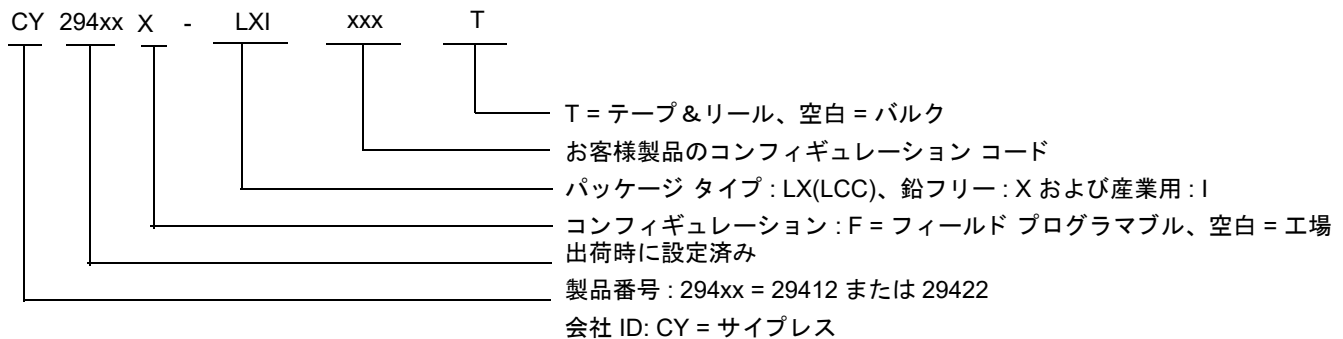 CY 294xx X - LXI xxx T
T = テープ＆リール、空白 = バルク
お客様製品のコンフィギュレーション コード
パッケージ タイプ : LX(LCC)、鉛フリー : X および産業用 : I
コンフィギュレーション : F = フィールド プログラマブル、空白 = 工場
出荷時に設定済み
製品番号 : 294xx = 29412 または 29422
会社 ID: CY = サイプレス